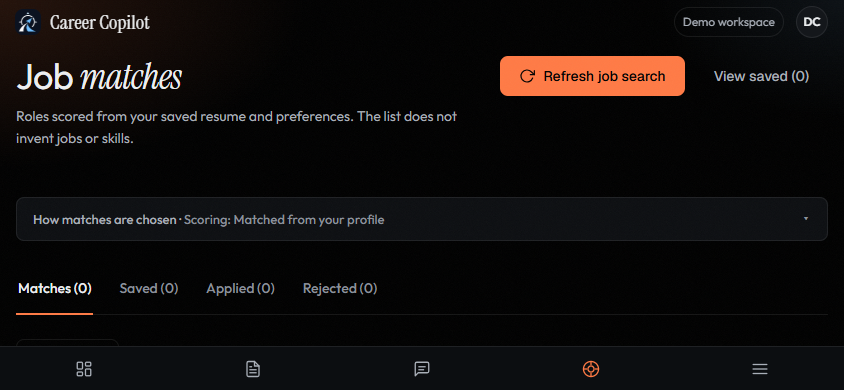 Career Copilot
Demo workspace
DC
Job matches
Refresh job search
View saved (0)
Roles scored from your saved resume and preferences. The list does not
invent jobs or skills.
How matches are chosen · Scoring: Matched from your profile
Matches (0)
Saved (0)
Applied (0)
Rejected (0)